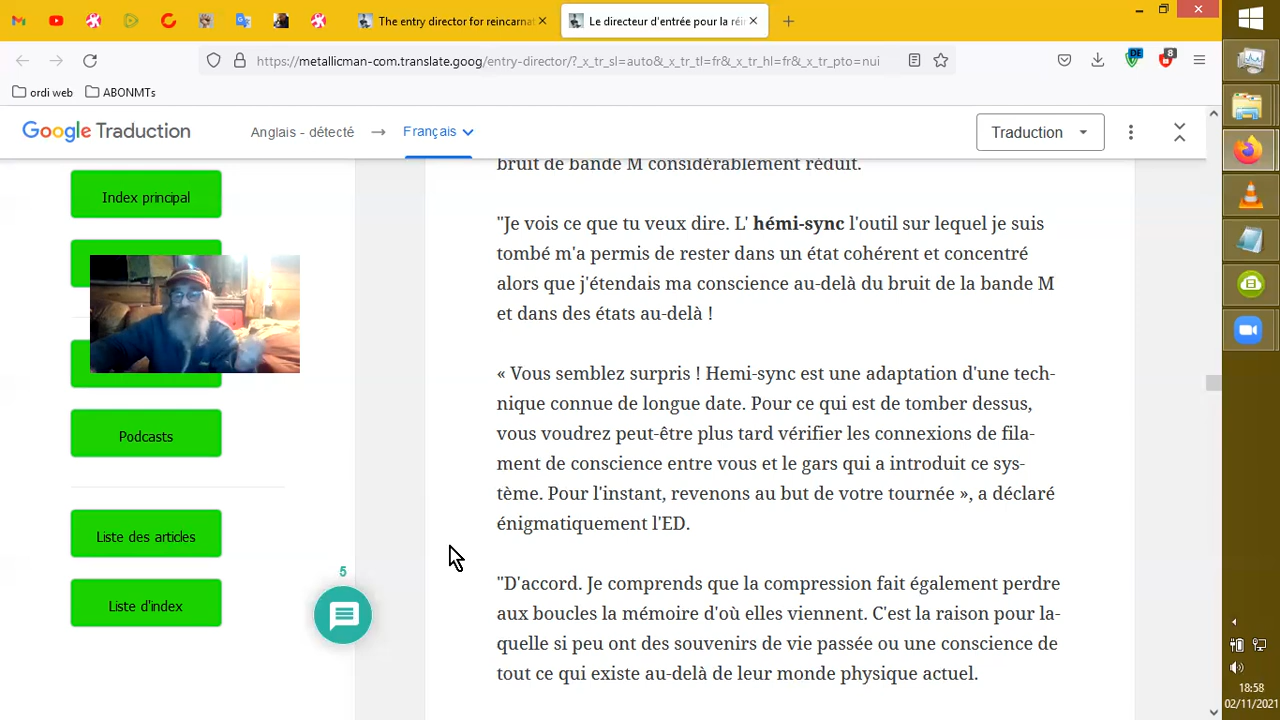 The entry director for reincarnat
Le directeur d'entrée pour la réi
https://metallicman-com.translate.goog/entry-director/?_x_tr_sl=auto&_x_tr_tl=fr&_x_tr_hl=fr&_x_tr_pto=nui
DE
8
ordi web
ABONMTs
Google Traduction
Anglais - détecté
Français
Traduction
Index principal
Podcasts
Liste des articles
Liste d'index
5
bruit de bande M considérablement réduit.
"Je vois ce que tu veux dire. L' hémi-sync l'outil sur lequel je suis
tombé m'a permis de rester dans un état cohérent et concentré
alors que j'étendais ma conscience au-delà du bruit de la bande M
et dans des états au-delà !
« Vous semblez surpris ! Hemi-sync est une adaptation d'une tech-
nique connue de longue date. Pour ce qui est de tomber dessus,
vous voudrez peut-être plus tard vérifier les connexions de fila-
ment de conscience entre vous et le gars qui a introduit ce sys-
tème. Pour l'instant, revenons au but de votre tournée », a déclaré
énigmatiquement l'ED.
"D'accord. Je comprends que la compression fait également perdre
aux boucles la mémoire d'où elles viennent. C'est la raison pour la-
quelle si peu ont des souvenirs de vie passée ou une conscience de
tout ce qui existe au-delà de leur monde physique actuel.
18:58
02/11/2021